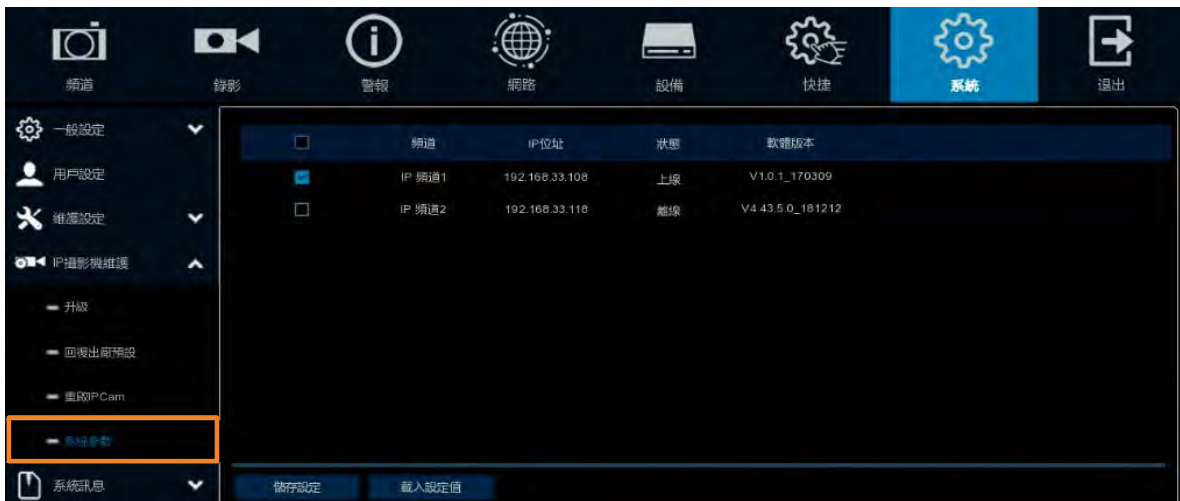 頻道 錄影 警報 網路 設備 快捷 系統 退出
一般設定
用戶設定
維護設定
IP攝影機維護
升級
回復出廠預設
重啟IPCam
系統參數
系統訊息
頻道 IP位址 狀態 軟體版本
IP 頻道1 192.168.33.108 上線 V1.0.1_170309
IP 頻道2 192.168.33.118 離線 V4.43.5.0_181212
儲存設定 載入設定值